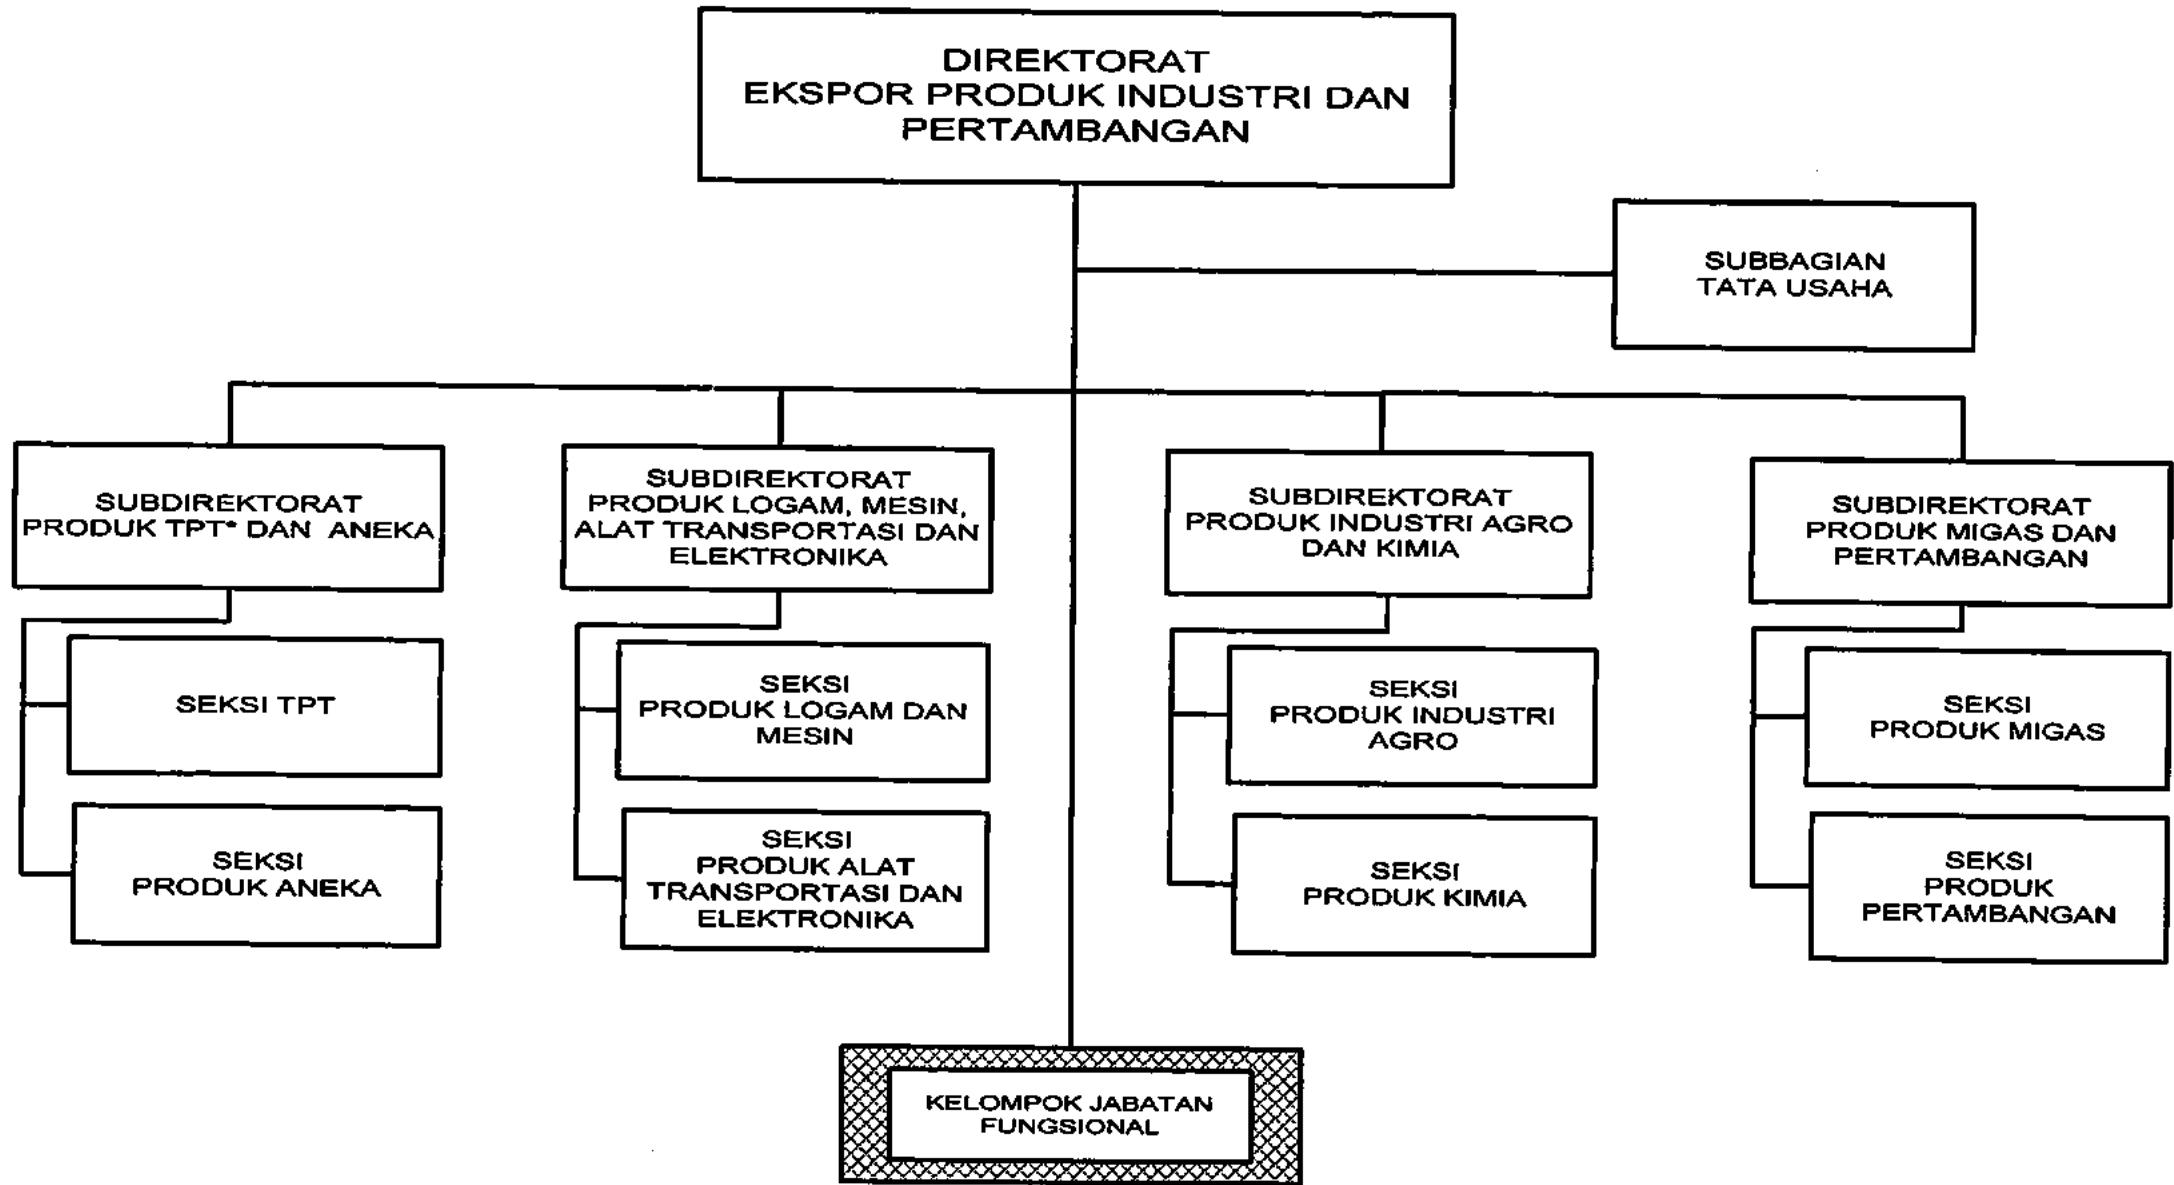 DIREKTORAT
EKSPOR PRODUK INDUSTRI DAN
PERTAMBANGAN
SUBBAGIAN
TATA USAHA
SUBDIREKTORAT
PRODUK TPT* DAN ANEKA
SUBDIREKTORAT
PRODUK LOGAM, MESIN,
ALAT TRANSPORTASI DAN
ELEKTRONIKA
SUBDIREKTORAT
PRODUK INDUSTRI AGRO
DAN KIMIA
SUBDIREKTORAT
PRODUK MIGAS DAN
PERTAMBANGAN
SEKSI TPT
SEKSI
PRODUK LOGAM DAN
MESIN
SEKSI
PRODUK INDUSTRI
AGRO
SEKSI
PRODUK MIGAS
SEKSI
PRODUK ANEKA
SEKSI
PRODUK ALAT
TRANSPORTASI DAN
ELEKTRONIKA
SEKSI
PRODUK KIMIA
SEKSI
PRODUK
PERTAMBANGAN
KELOMPOK JABATAN
FUNGSIONAL